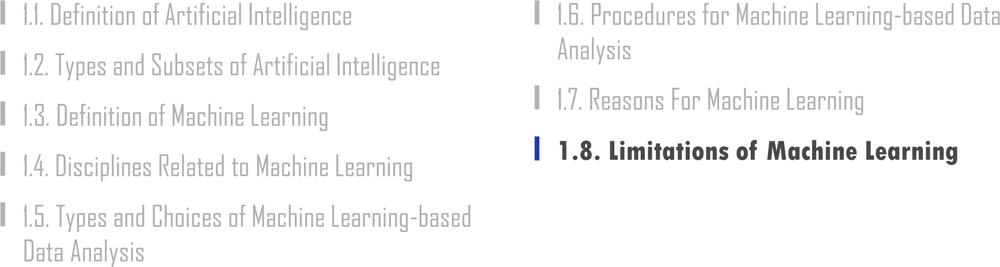 1.1. Definition of Artificial Intelligence
1.2. Types and Subsets of Artificial Intelligence
1.3. Definition of Machine Learning
1.4. Disciplines Related to Machine Learning
1.5. Types and Choices of Machine Learning-based
Data Analysis
1.6. Procedures for Machine Learning-based Data
Analysis
1.7. Reasons For Machine Learning
1.8. Limitations of Machine Learning